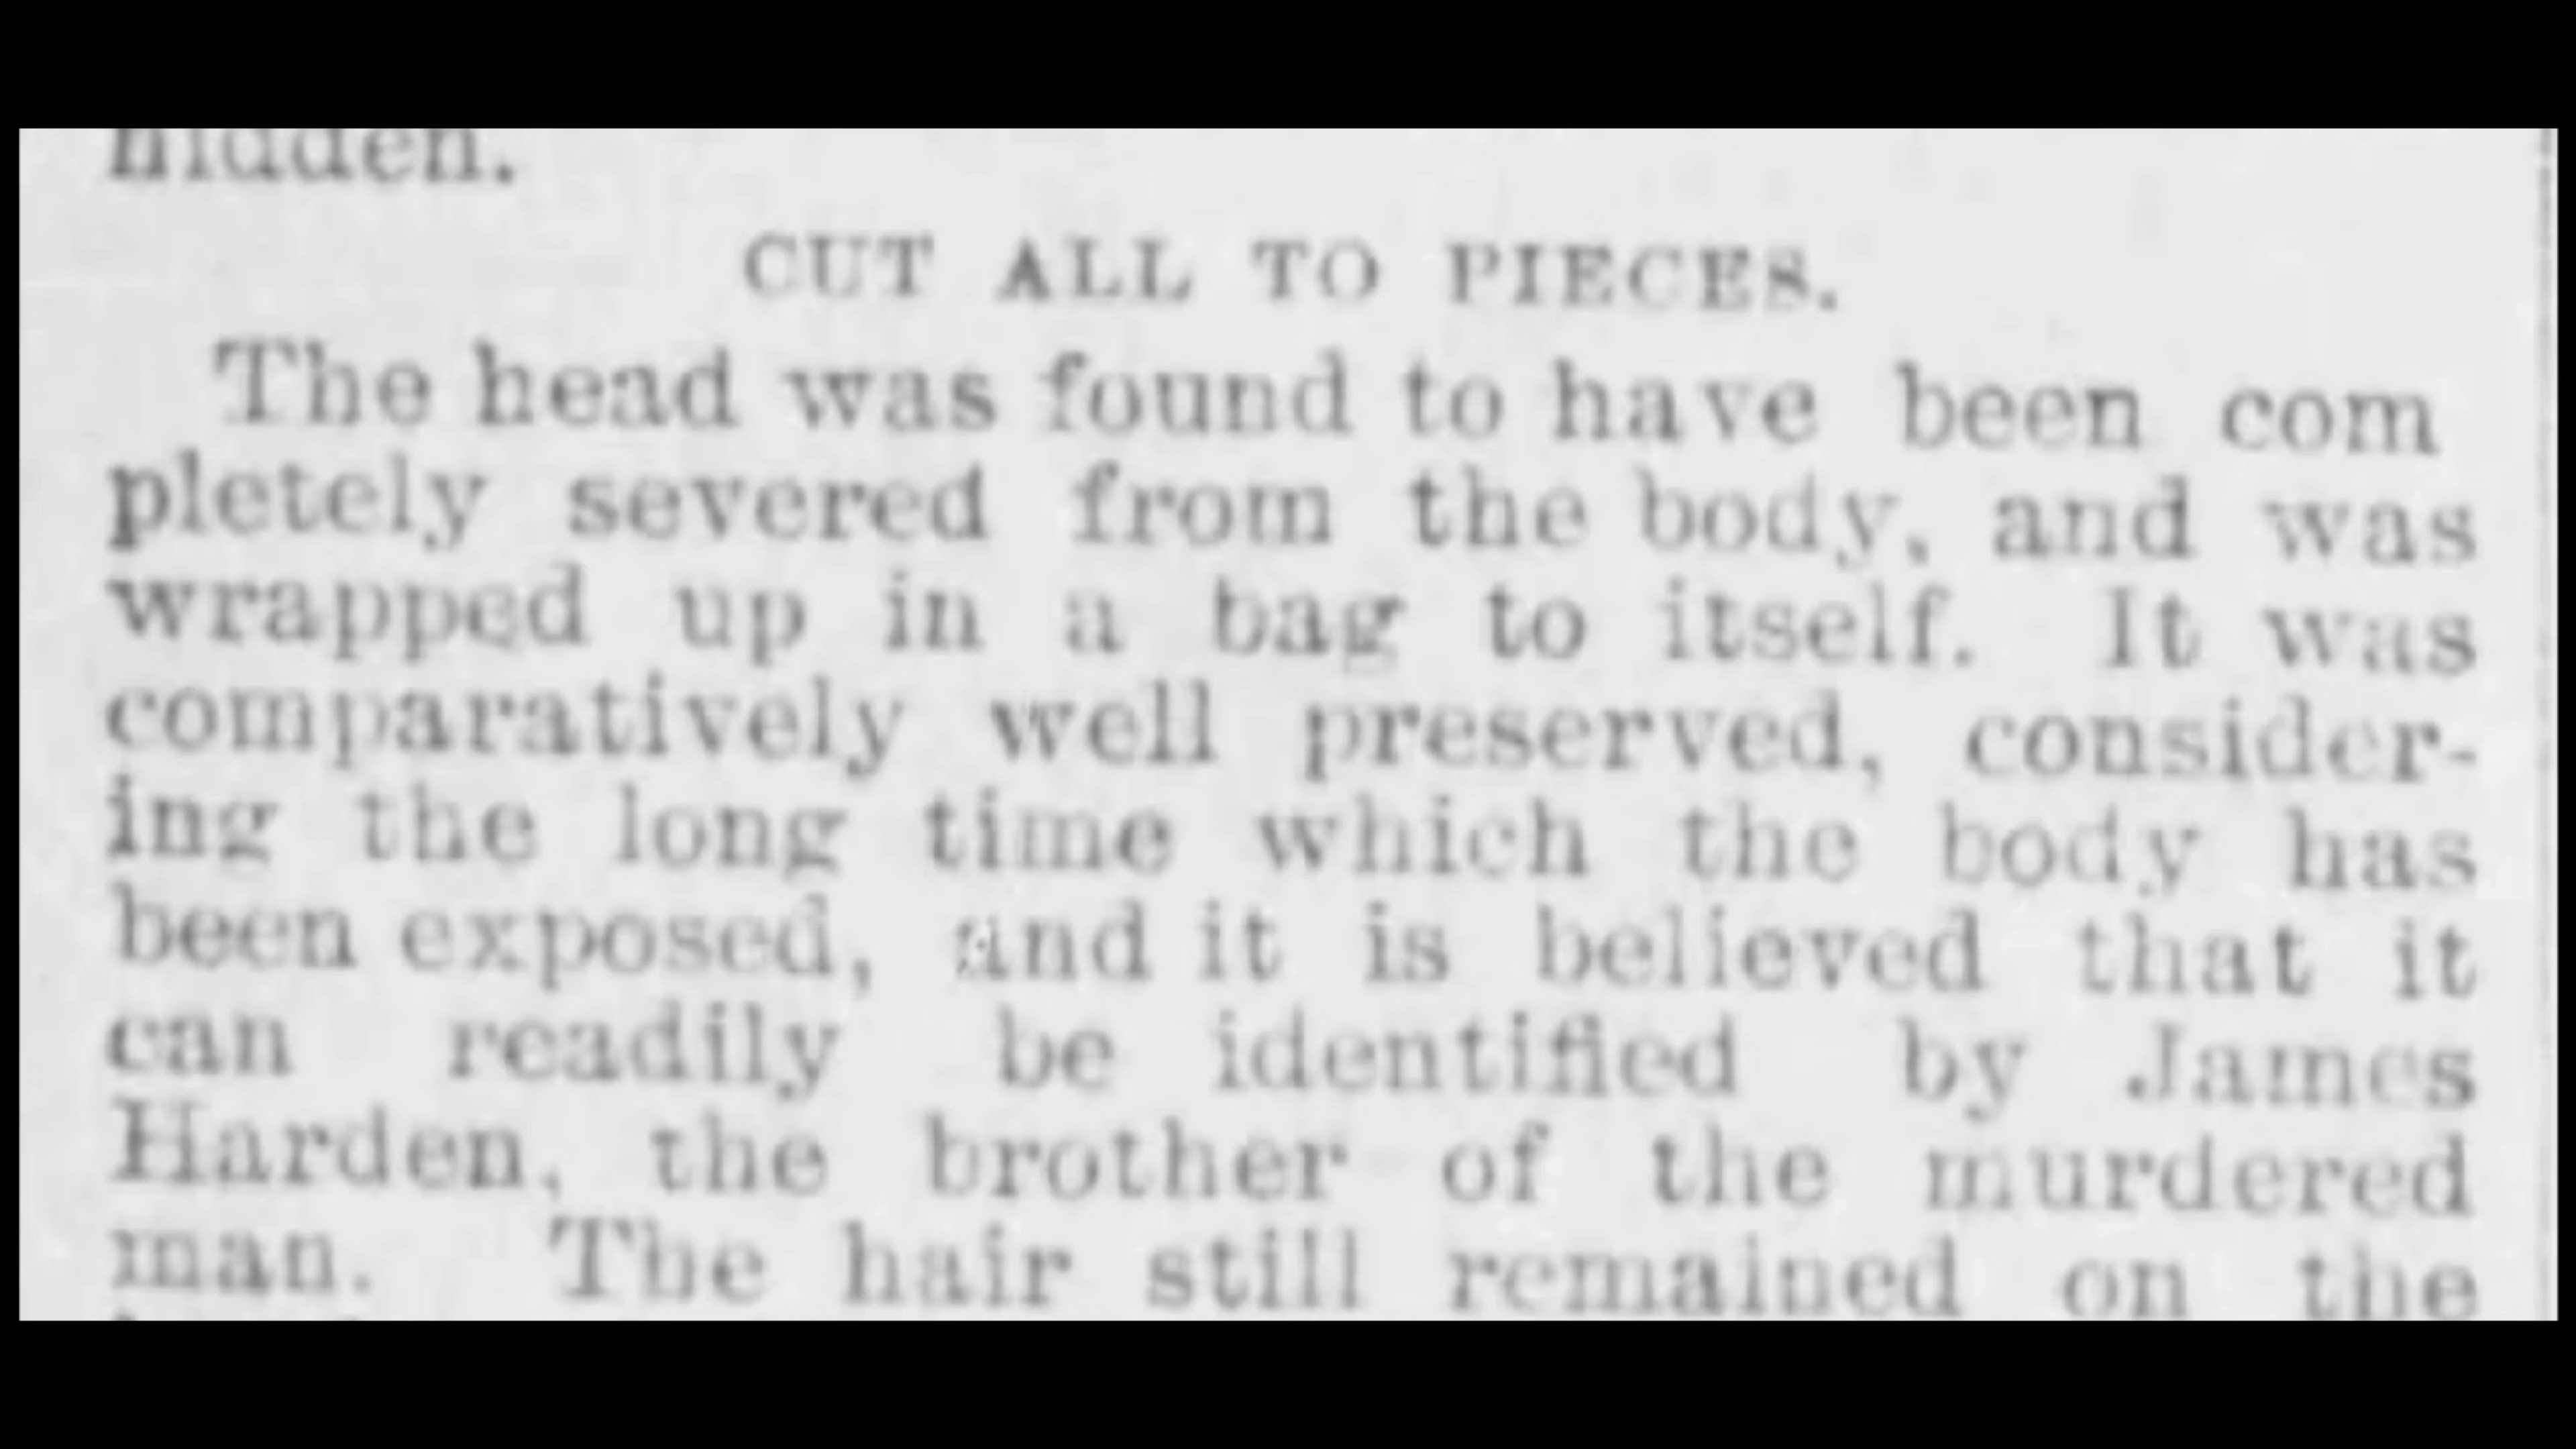 hidden.
CUT ALL TO PIECES.
The head was found to have been com
pletely severed from the body, and was
wrapped up in a bag to itself. It was
comparatively well preserved, consider-
ing the long time which the body has
been exposed, and it is believed that it
can readily be identified by James
Harden, the brother of the murdered
man. The hair still remained on the